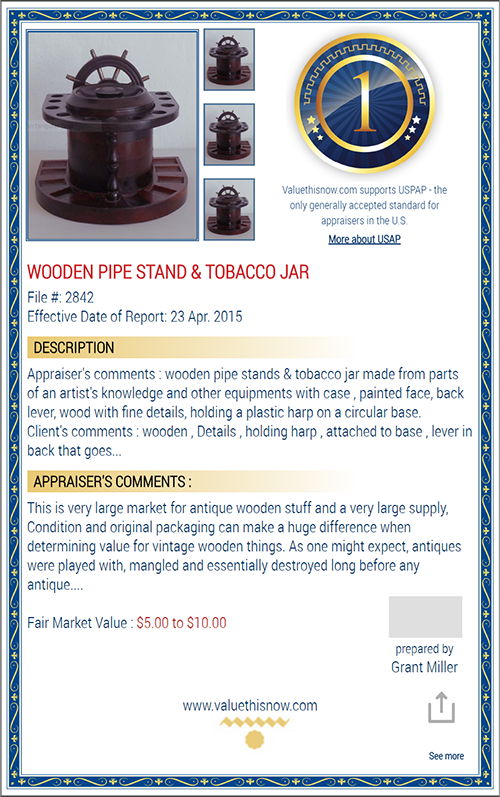 1
Valuethisnow.com supports USPAP - the
only generally accepted standard for
appraisers in the U.S.
More about USAP
WOODEN PIPE STAND & TOBACCO JAR
File #: 2842
Effective Date of Report: 23 Apr. 2015
DESCRIPTION
Appraiser's comments : wooden pipe stands & tobacco jar made from parts
of an artist's knowledge and other equipments with case , painted face, back
lever, wood with fine details, holding a plastic harp on a circular base.
Client's comments : wooden , Details , holding harp , attached to base , lever in
back that goes...
APPRAISER'S COMMENTS :
This is very large market for antique wooden stuff and a very large supply,
Condition and original packaging can make a huge difference when
determining value for vintage wooden things. As one might expect, antiques
were played with, mangled and essentially destroyed long before any
antique....
Fair Market Value : $5.00 to $10.00
prepared by
Grant Miller
www.valuethisnow.com
See more